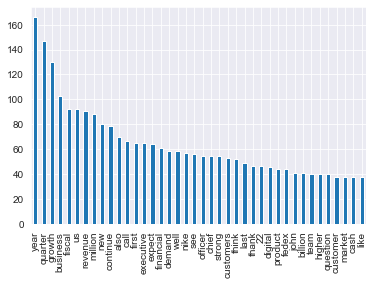 160
140
120
100
80
60
40
20
0
year
quarter
growth
business
fiscal
us
revenue
million
new
continue
also
call
first
executive
expect
financial
demand
well
nike
see
officer
chief
strong
customers
think
last
thank
22
digital
product
fedex
john
billion
team
higher
question
customer
market
cash
like